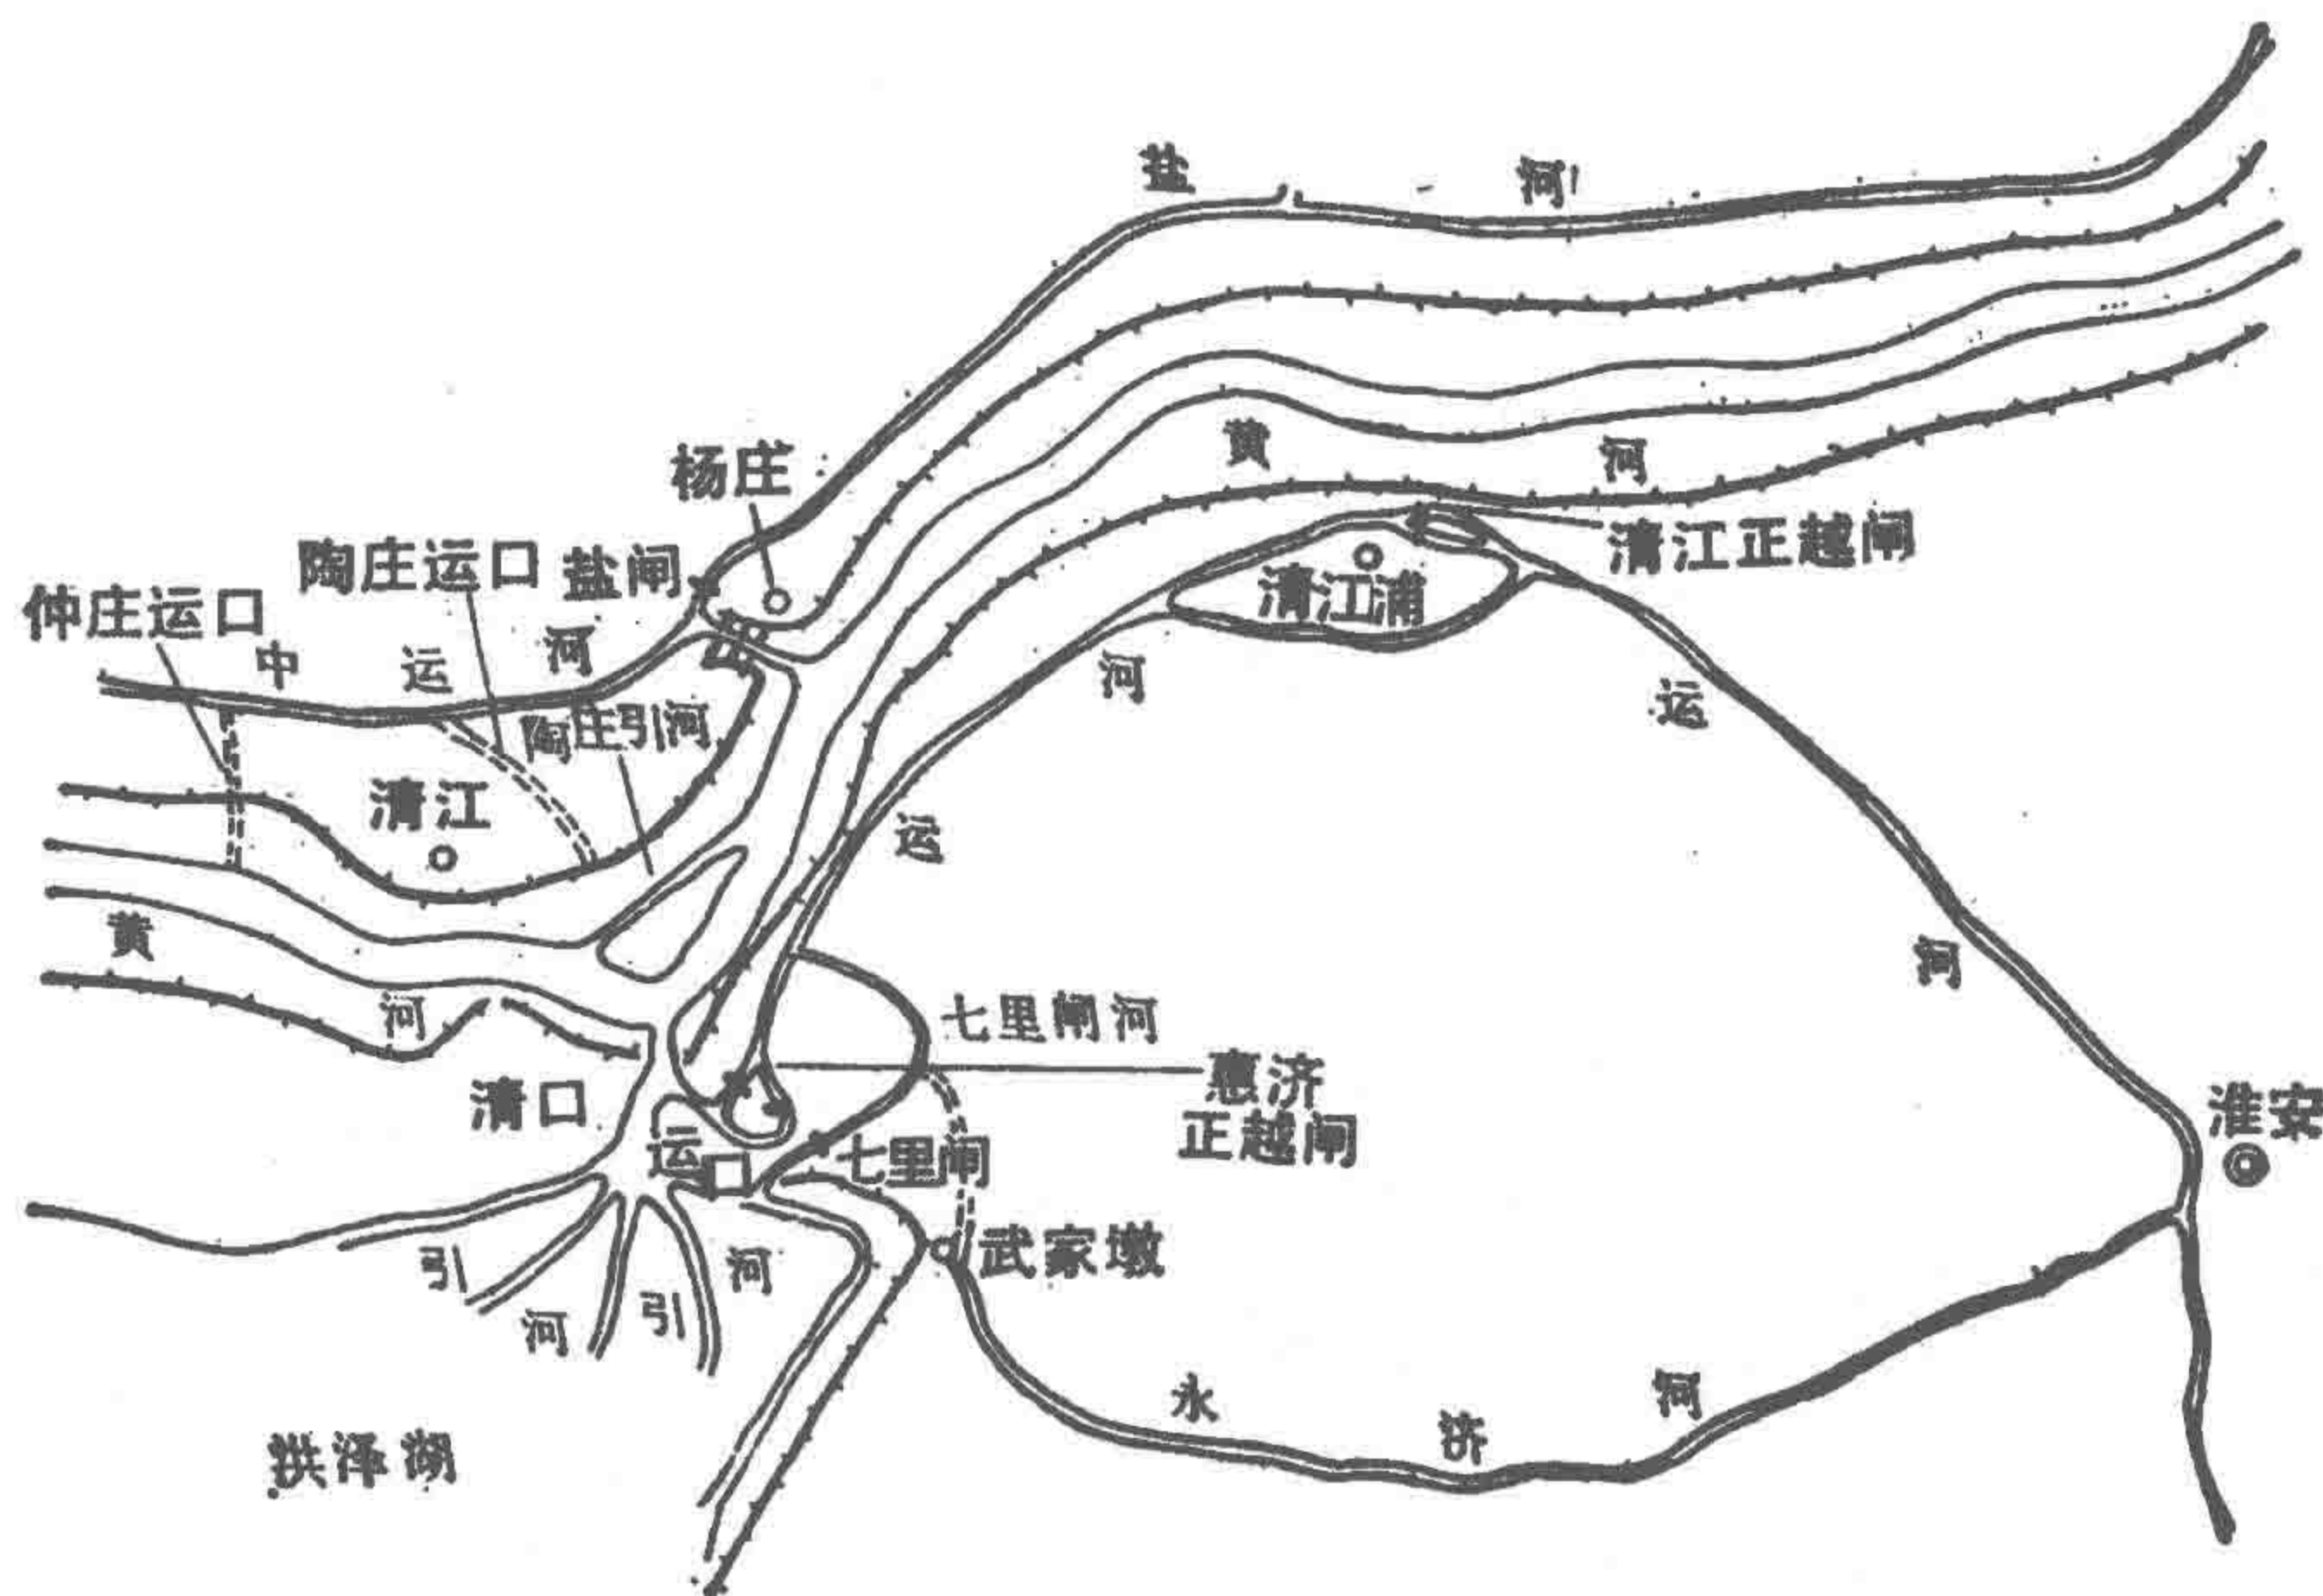 盐河
杨庄
黄河
陶庄运口
盐闸
清江正越闸
仲庄运口
清江浦
中运河
河
运
陶庄引河
清江
运
黄
河
河
七里闸河
清口
惠济
正越闸
淮安
运口
七里闸
武家墩
引河
引河
永济河
洪泽湖